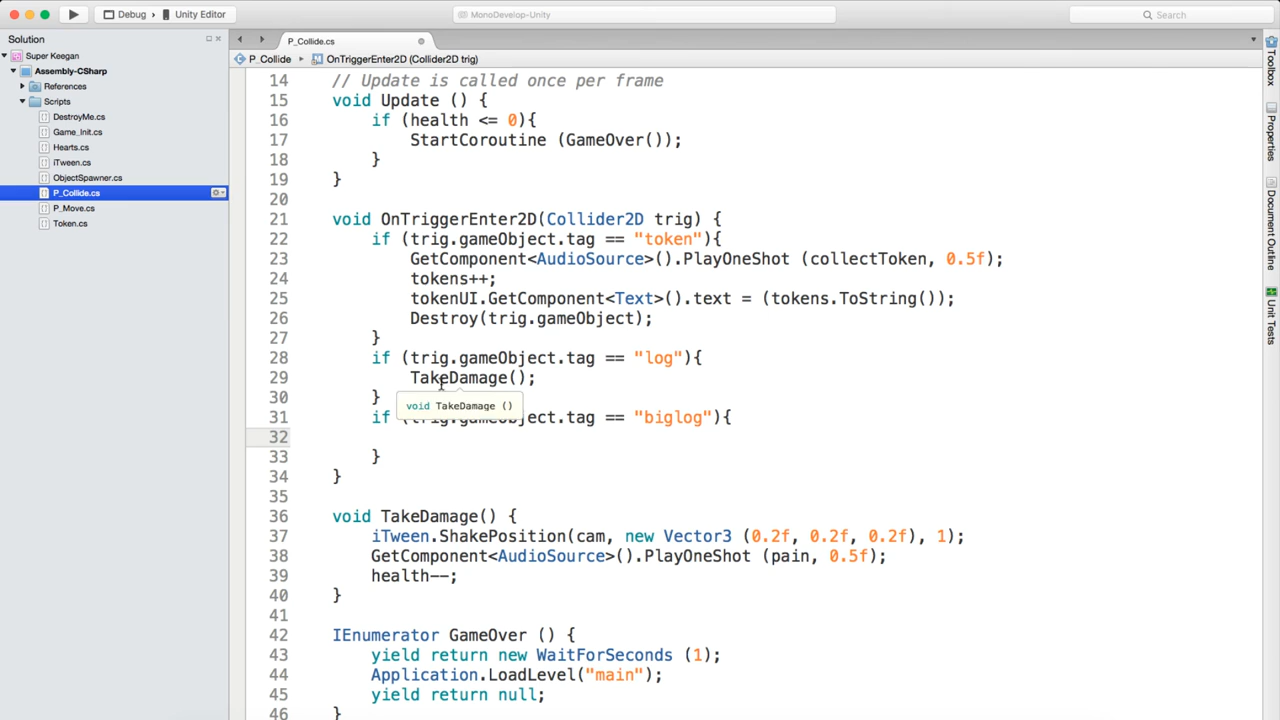 Debug › Unity Editor
MonoDevelop-Unity
Search
Solution
P_Collide.cs
P_Collide
OnTriggerEnter2D (Collider2D trig)
Super Keegan
Assembly-CSharp
References
Scripts
DestroyMe.cs
Game_Init.cs
Hearts.cs
iTween.cs
ObjectSpawner.cs
P_Collide.cs
P_Move.cs
Token.cs
14 // Update is called once per frame
15 void Update () {
16 if (health <= 0){
17 StartCoroutine (GameOver());
18 }
19 }
20
21 void OnTriggerEnter2D(Collider2D trig) {
22 if (trig.gameObject.tag == "token"){
23 GetComponent<AudioSource>().PlayOneShot (collectToken, 0.5f);
24 tokens++;
25 tokenUI.GetComponent<Text>().text = (tokens.ToString());
26 Destroy(trig.gameObject);
27 }
28 if (trig.gameObject.tag == "log"){
29 TakeDamage();
30 }
void TakeDamage ()
31 if (trig.gameObject.tag == "biglog"){
32
33 }
34 }
35
36 void TakeDamage() {
37 iTween.ShakePosition(cam, new Vector3 (0.2f, 0.2f, 0.2f), 1);
38 GetComponent<AudioSource>().PlayOneShot (pain, 0.5f);
39 health--;
40 }
41
42 IEnumerator GameOver () {
43 yield return new WaitForSeconds (1);
44 Application.LoadLevel("main");
45 yield return null;
46 }
Toolbox
Properties
Document Outline
Unit Tests